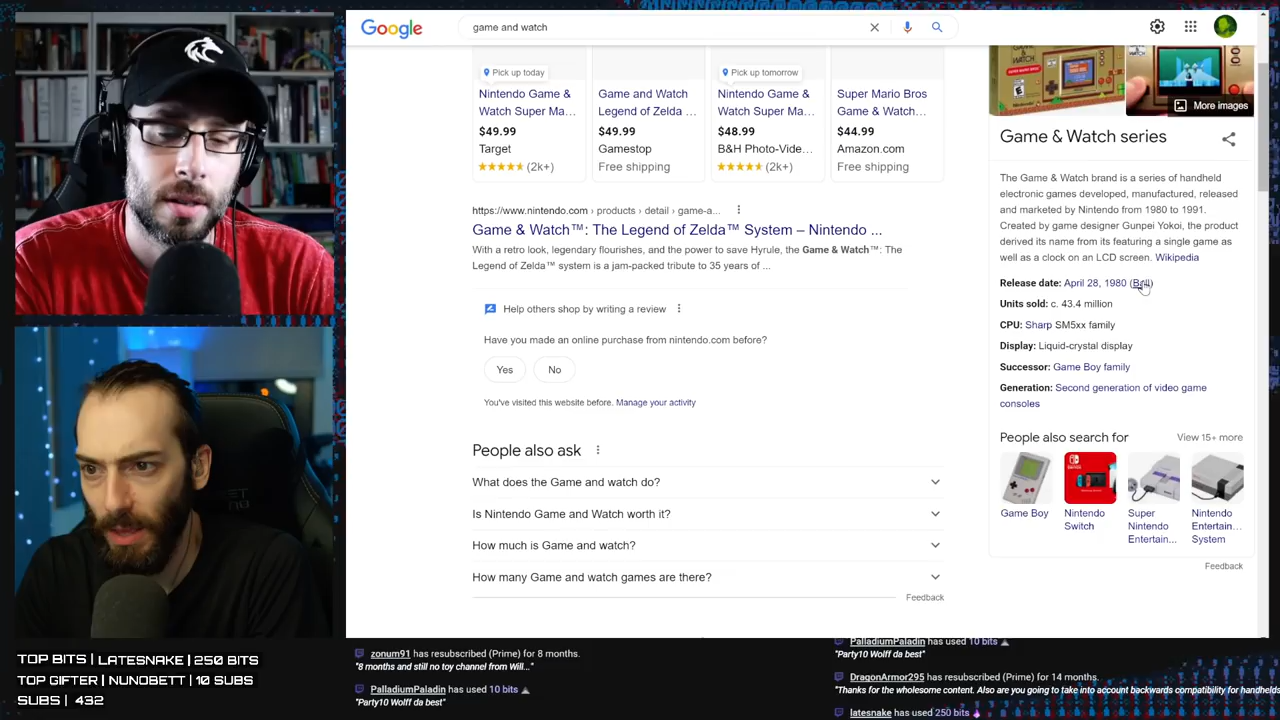 Google
game and watch
Pick up today
Nintendo Game &
Watch Super Ma...
$49.99
Target
(2k+)
Game and Watch
Legend of Zelda ...
$49.99
Gamestop
Free shipping
Pick up tomorrow
Nintendo Game &
Watch Super Ma...
$48.99
B&H Photo-Vide...
(2k+)
Super Mario Bros
Game & Watch...
$44.99
Amazon.com
Free shipping
https://www.nintendo.com › products › detail › game-a...
Game & Watch™: The Legend of Zelda™ System – Nintendo ...
With a retro look, legendary flourishes, and the power to save Hyrule, the Game & Watch™: The
Legend of Zelda™ system is a jam-packed tribute to 35 years of ...
Help others shop by writing a review
Have you made an online purchase from nintendo.com before?
Yes
No
You've visited this website before. Manage your activity
People also ask
What does the Game and watch do?
Is Nintendo Game and Watch worth it?
How much is Game and watch?
How many Game and watch games are there?
Feedback
More images
Game & Watch series
The Game & Watch brand is a series of handheld
electronic games developed, manufactured, released
and marketed by Nintendo from 1980 to 1991.
Created by game designer Gunpei Yokoi, the product
derived its name from its featuring a single game as
well as a clock on an LCD screen. Wikipedia
Release date: April 28, 1980
Units sold: c. 43.4 million
CPU: Sharp SM5xx family
Display: Liquid-crystal display
Successor: Game Boy family
Generation: Second generation of video game
consoles
People also search for
View 15+ more
Game Boy
Nintendo
Switch
Super
Nintendo
Entertain...
Nintendo
Entertain...
System
Feedback
TOP BITS | LATESNAKE | 250 BITS
TOP GIFTER | NUNOBETT | 10 SUBS
SUBS | 432
zonum91 has resubscribed (Prime) for 8 months.
"8 months and still no toy channel from Will..."
PalladiumPaladin has used 10 bits
"Party10 Wolff da best"
PalladiumPaladin has used 10 bits
"Party10 Wolff da best"
DragonArmor295 has resubscribed (Prime) for 14 months.
"Thanks for the wholesome content. Also are you going to take into account backwards compatibility for handhelds
latesnake has used 250 bits